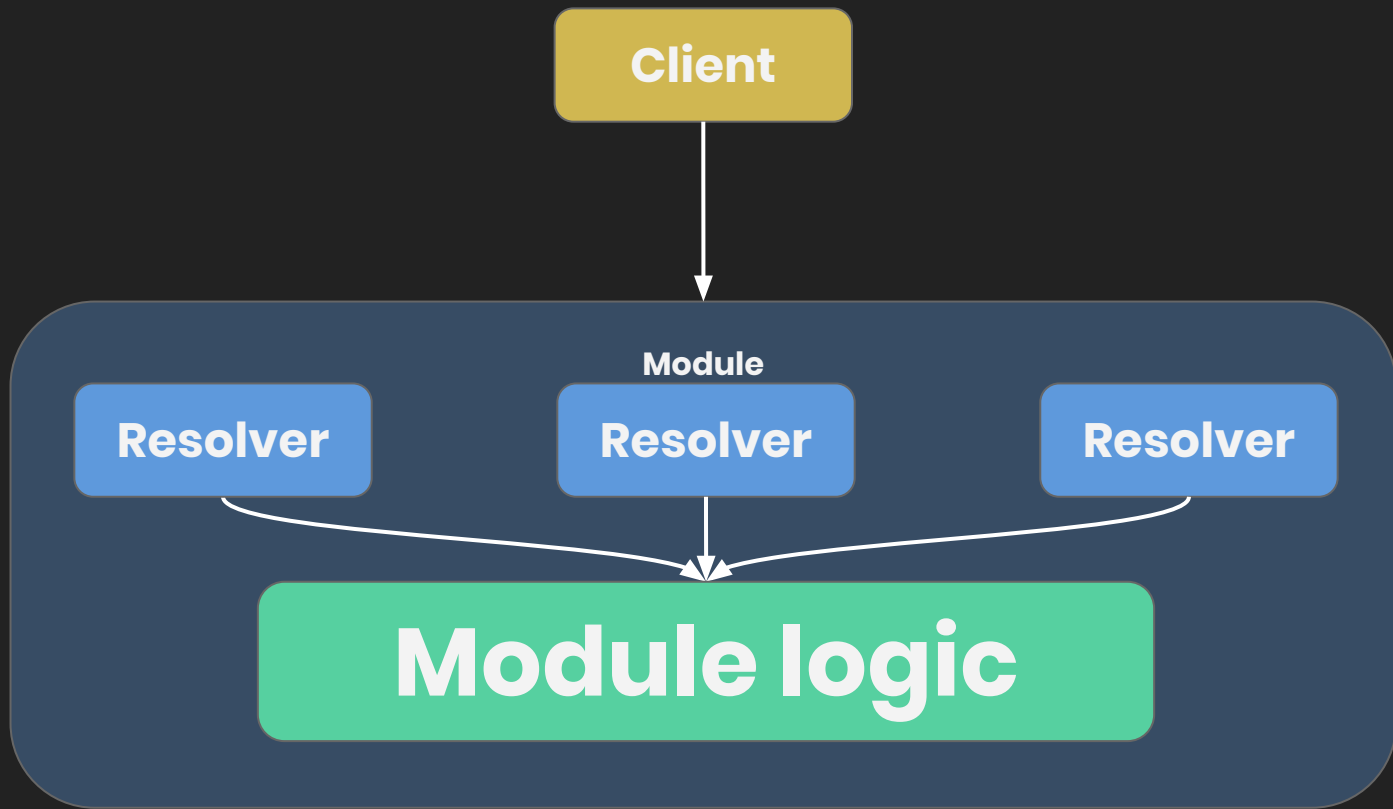 Client
Module
Resolver
Resolver
Resolver
Module logic